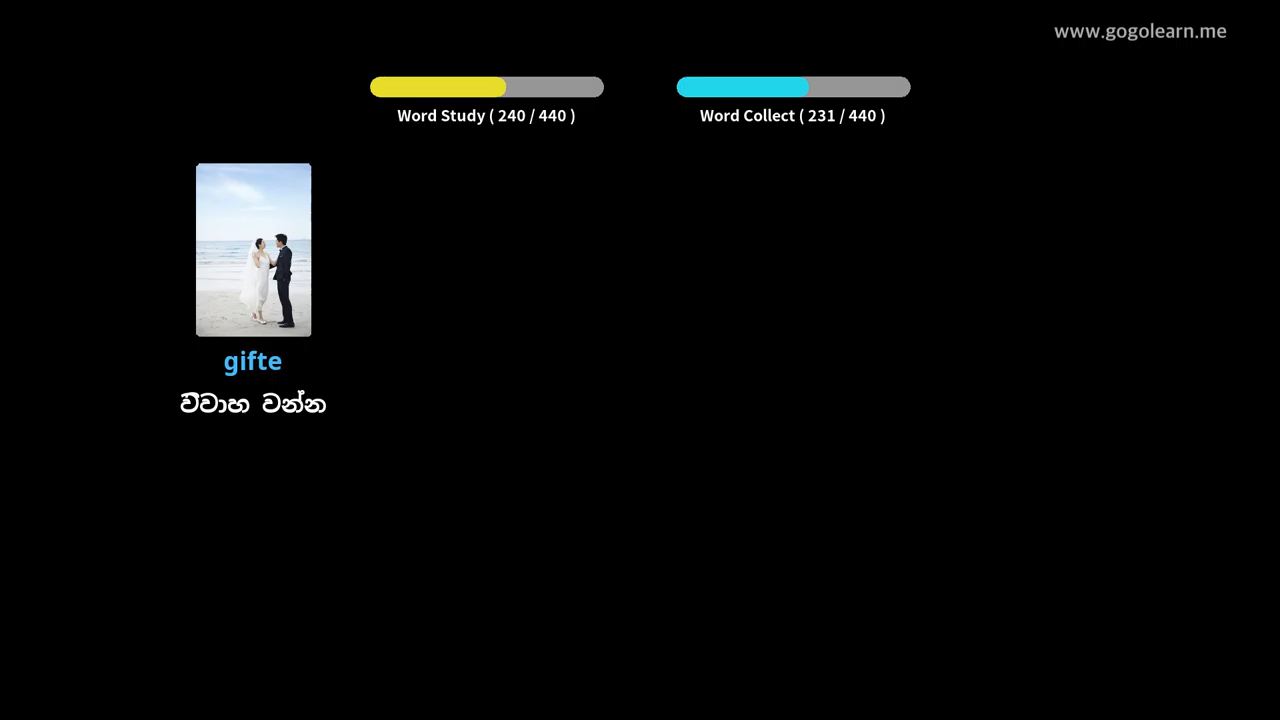 www.gogolearn.me
Word Study ( 240 / 440 )
Word Collect ( 231 / 440 )
gifte
විවාහ වන්න